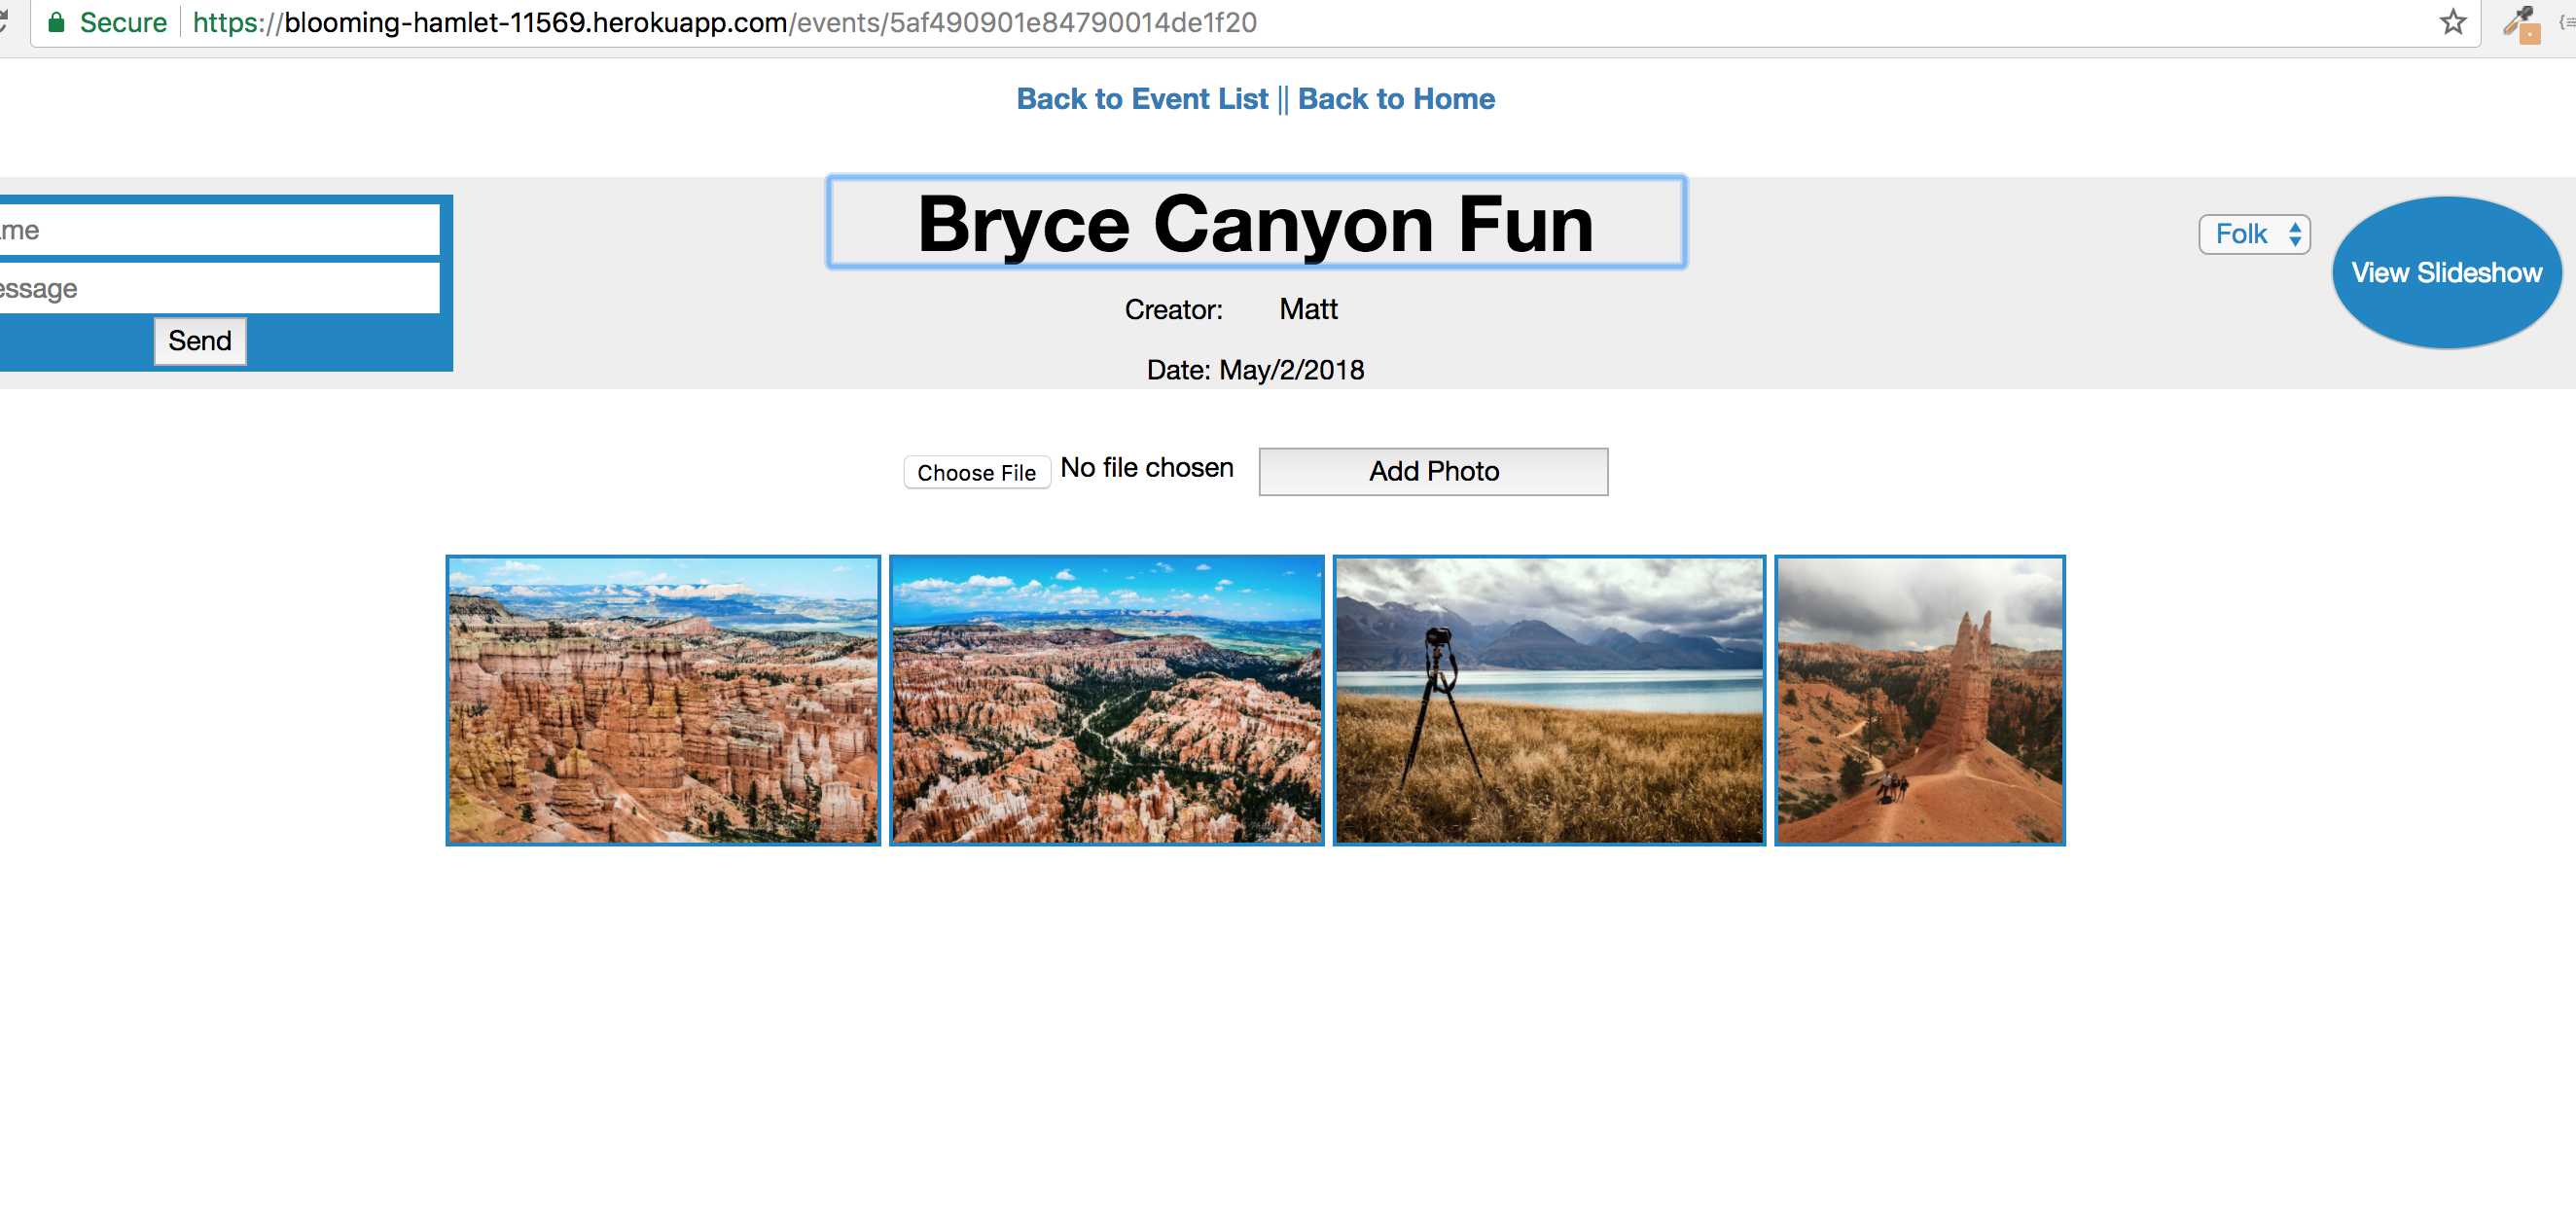 Secure https://blooming-hamlet-11569.herokuapp.com/events/5af490901e84790014de1f20
Back to Event List || Back to Home
Bryce Canyon Fun
Creator: Matt
Date: May/2/2018
ame
essage
Send
Folk
View Slideshow
Choose File No file chosen Add Photo